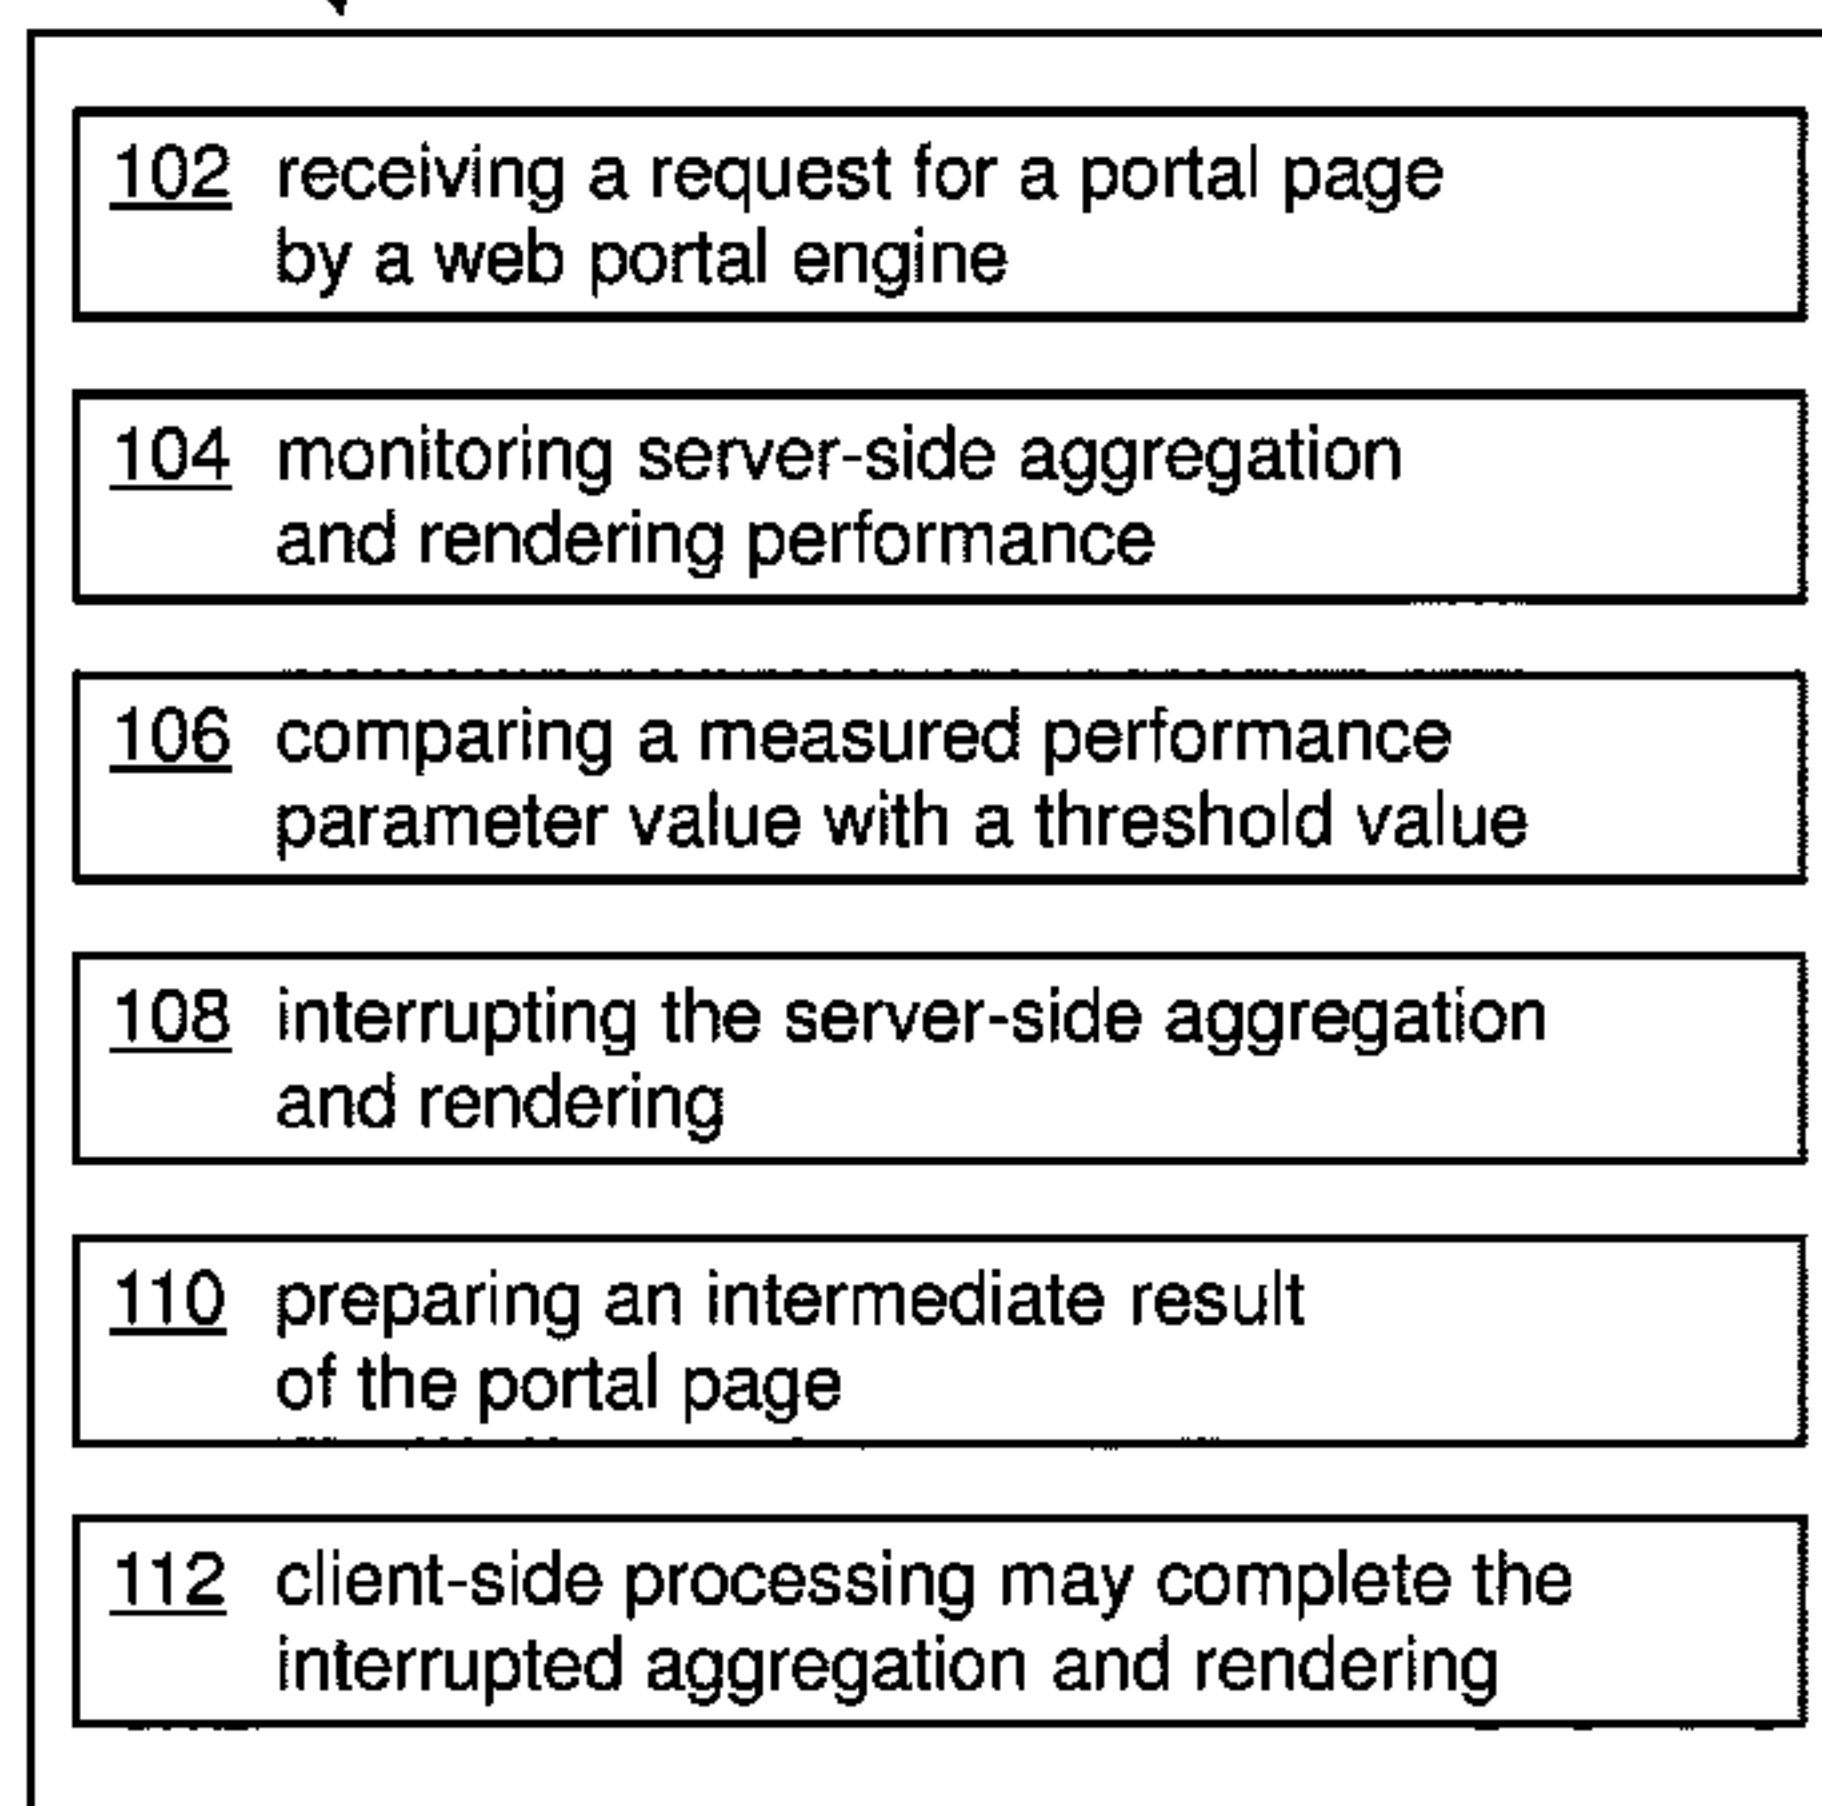 102 receiving a request for a portal page
by a web portal engine
104 monitoring server-side aggregation
and rendering performance
106 comparing a measured performance
parameter value with a threshold value
108 interrupting the server-side aggregation
and rendering
110 preparing an intermediate result
of the portal page
112 client-side processing may complete the
interrupted aggregation and rendering